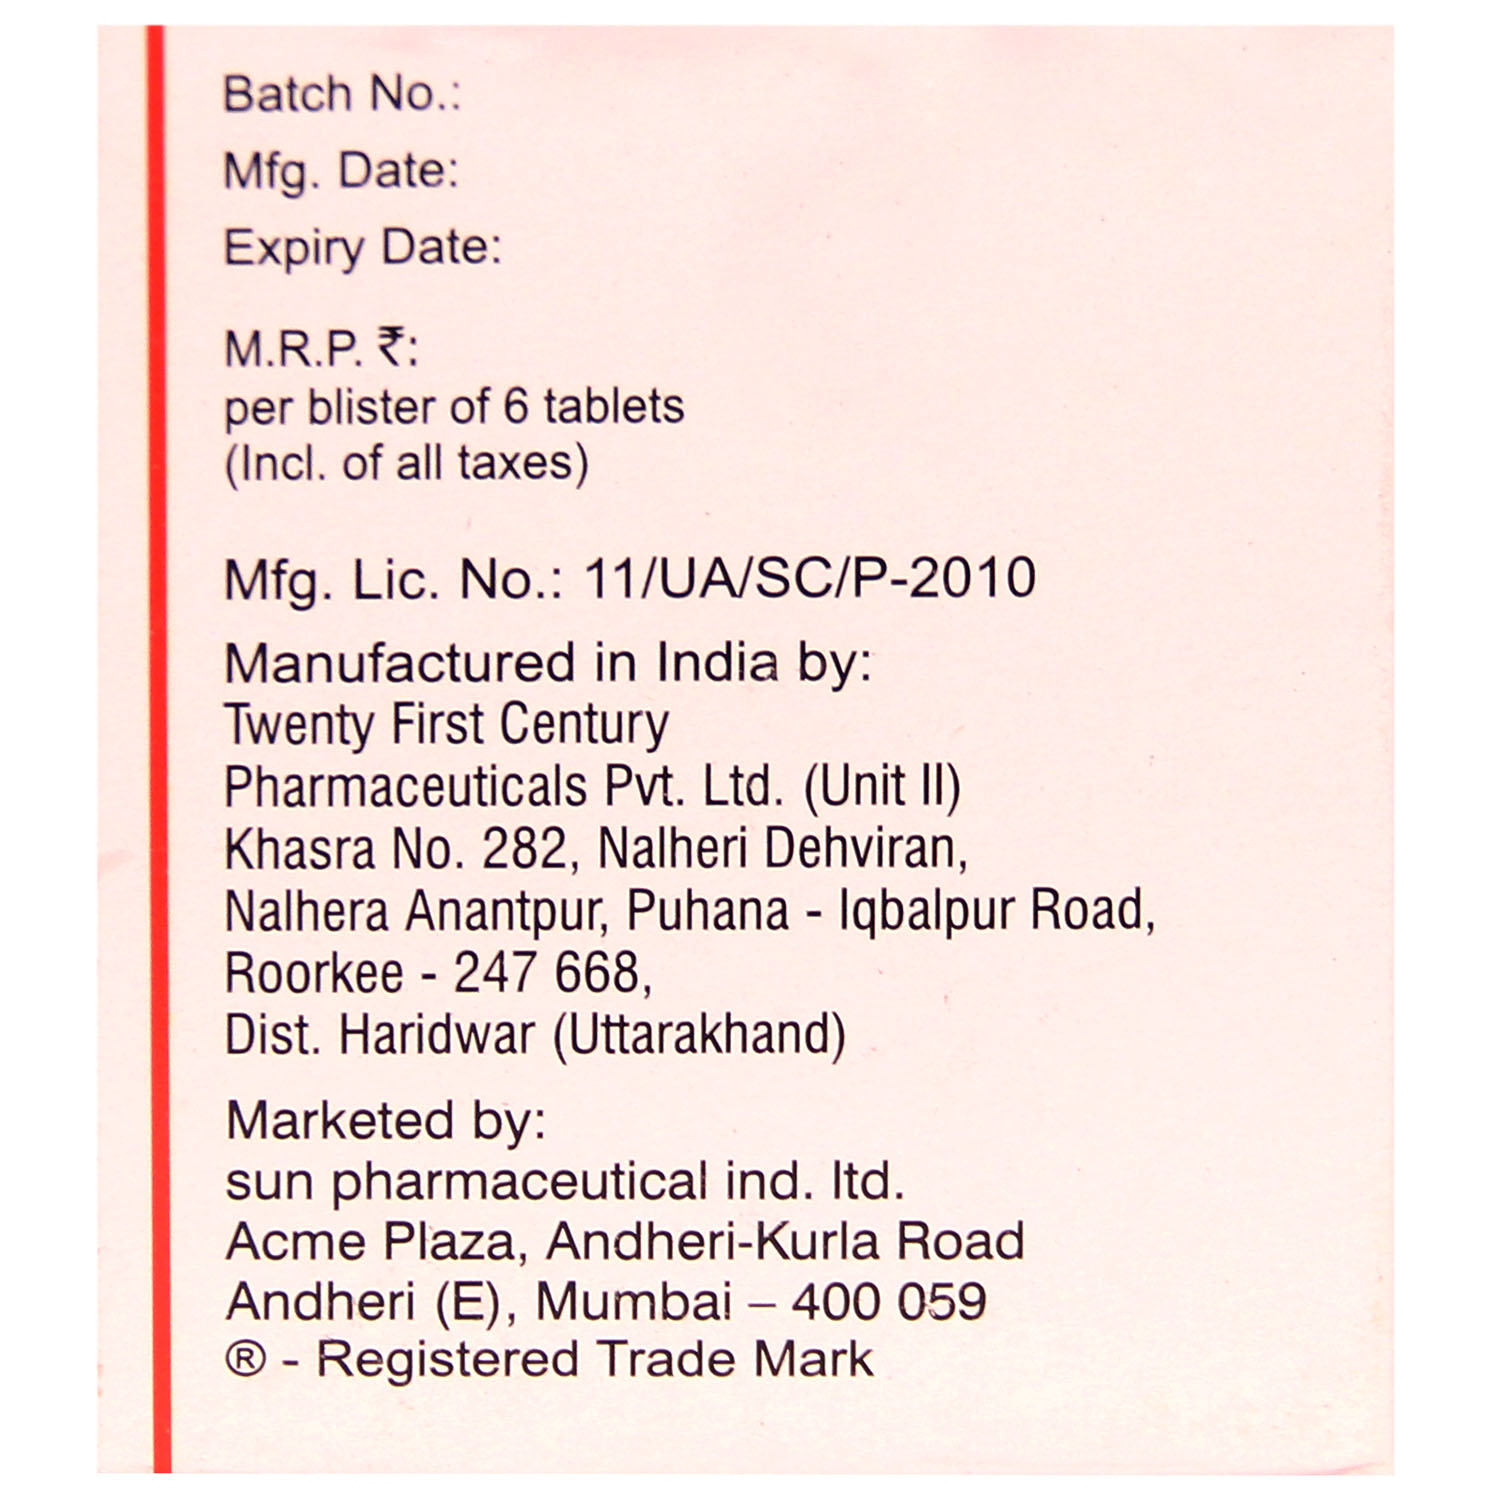 Batch No.:
Mfg. Date:
Expiry Date:
M.R.P. ₹:
per blister of 6 tablets
(Incl. of all taxes)
Mfg. Lic. No.: 11/UA/SC/P-2010
Manufactured in India by:
Twenty First Century
Pharmaceuticals Pvt. Ltd. (Unit II)
Khasra No. 282, Nalheri Dehviran,
Nalhera Anantpur, Puhana - Iqbalpur Road,
Roorkee - 247 668,
Dist. Haridwar (Uttarakhand)
Marketed by:
sun pharmaceutical ind. ltd.
Acme Plaza, Andheri-Kurla Road
Andheri (E), Mumbai – 400 059
® - Registered Trade Mark